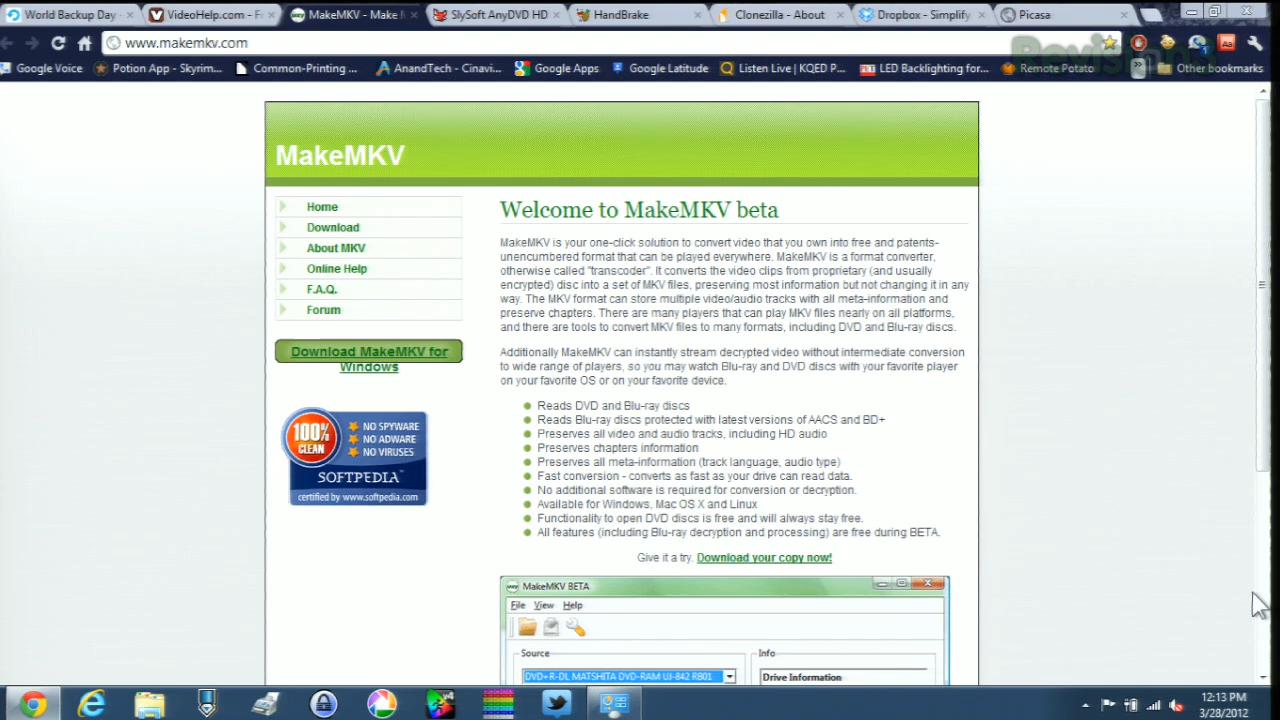 World Backup Day -
VideoHelp.com - F
MakeMKV - Make M
SlySoft AnyDVD HD
HandBrake
Clonezilla - About
Dropbox - Simplify
Picasa
www.makemkv.com
Google Voice
Potion App - Skyrim...
Common-Printing ...
AnandTech - Cinavi...
Google Apps
Google Latitude
Listen Live | KQED P...
LED Backlighting for...
Remote Potato
»
Other bookmarks
MakeMKV
Home
Download
About MKV
Online Help
F.A.Q.
Forum
Download MakeMKV for
Windows
100%
CLEAN
NO SPYWARE
NO ADWARE
NO VIRUSES
SOFTPEDIA
certified by www.softpedia.com
Welcome to MakeMKV beta
MakeMKV is your one-click solution to convert video that you own into free and patents-
unencumbered format that can be played everywhere. MakeMKV is a format converter,
otherwise called "transcoder". It converts the video clips from proprietary (and usually
encrypted) disc into a set of MKV files, preserving most information but not changing it in any
way. The MKV format can store multiple video/audio tracks with all meta-information and
preserve chapters. There are many players that can play MKV files nearly on all platforms,
and there are tools to convert MKV files to many formats, including DVD and Blu-ray discs.
Additionally MakeMKV can instantly stream decrypted video without intermediate conversion
to wide range of players, so you may watch Blu-ray and DVD discs with your favorite player
on your favorite OS or on your favorite device.
Reads DVD and Blu-ray discs
Reads Blu-ray discs protected with latest versions of AACS and BD+
Preserves all video and audio tracks, including HD audio
Preserves chapters information
Preserves all meta-information (track language, audio type)
Fast conversion - converts as fast as your drive can read data.
No additional software is required for conversion or decryption.
Available for Windows, Mac OS X and Linux
Functionality to open DVD discs is free and will always stay free.
All features (including Blu-ray decryption and processing) are free during BETA.
Give it a try. Download your copy now!
MakeMKV BETA
File View Help
Source
Info
DVD+R-DL MATSHITA DVD-RAM UJ-842 RB01
Drive Information
12:13 PM
3/28/2012